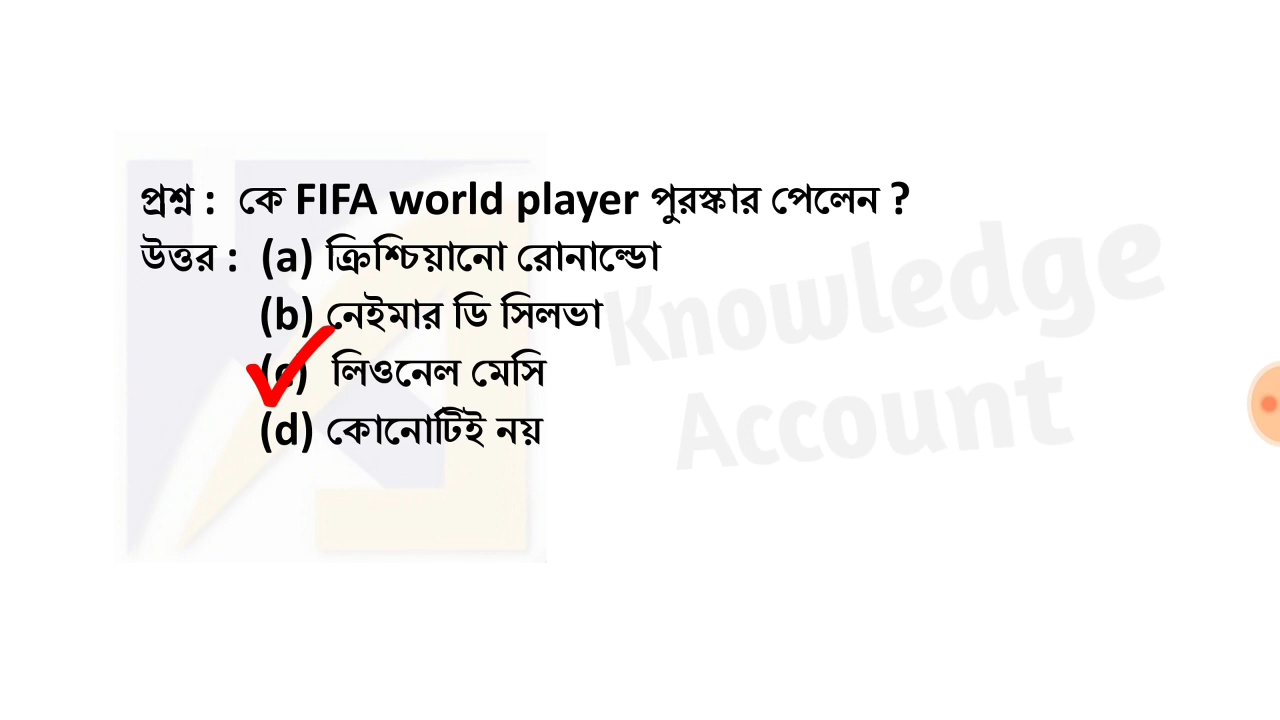 প্রশ্ন : কে FIFA world player পুরস্কার পেলেন ?
উত্তর : (a) ক্রিশ্চিয়ানো রোনাল্ডো
(b) নেইমার ডি সিলভা
(c) লিওনেল মেসি
(d) কোনোটিই নয়
Knowledge
Account